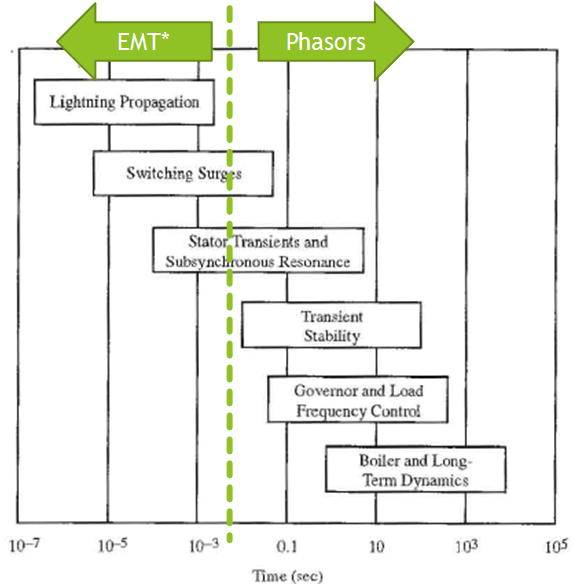 EMT*
Phasors
Lightning Propagation
Switching Surges
Stator Transients and
Subsynchronous Resonance
Transient
Stability
Governor and Load
Frequency Control
Boiler and Long-
Term Dynamics
10⁻⁷ 10⁻⁵ 10⁻³ 0.1 10 10³ 10⁵
Time (sec)